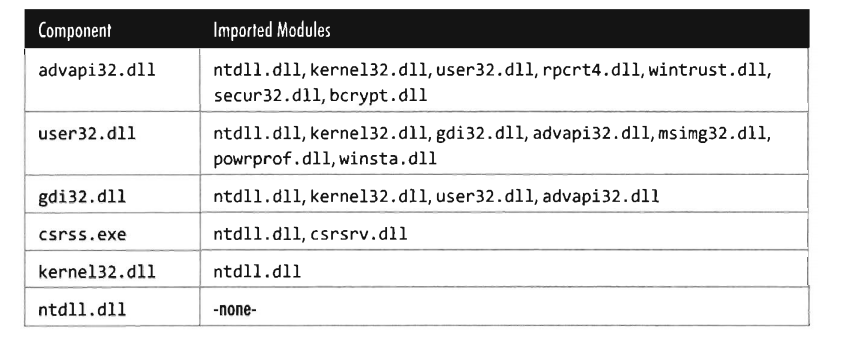 Component Imported Modules
advapi32.dll ntdll.dll, kernel32.dll, user32.dll, rpcrt4.dll, wintrust.dll,
secur32.dll, bcrypt.dll
user32.dll ntdll.dll, kernel32.dll, gdi32.dll, advapi32.dll, msimg32.dll,
powrprof.dll, winsta.dll
gdi32.dll ntdll.dll, kernel32.dll, user32.dll, advapi32.dll
csrss.exe ntdll.dll, csrsrv.dll
kernel32.dll ntdll.dll
ntdll.dll -none-